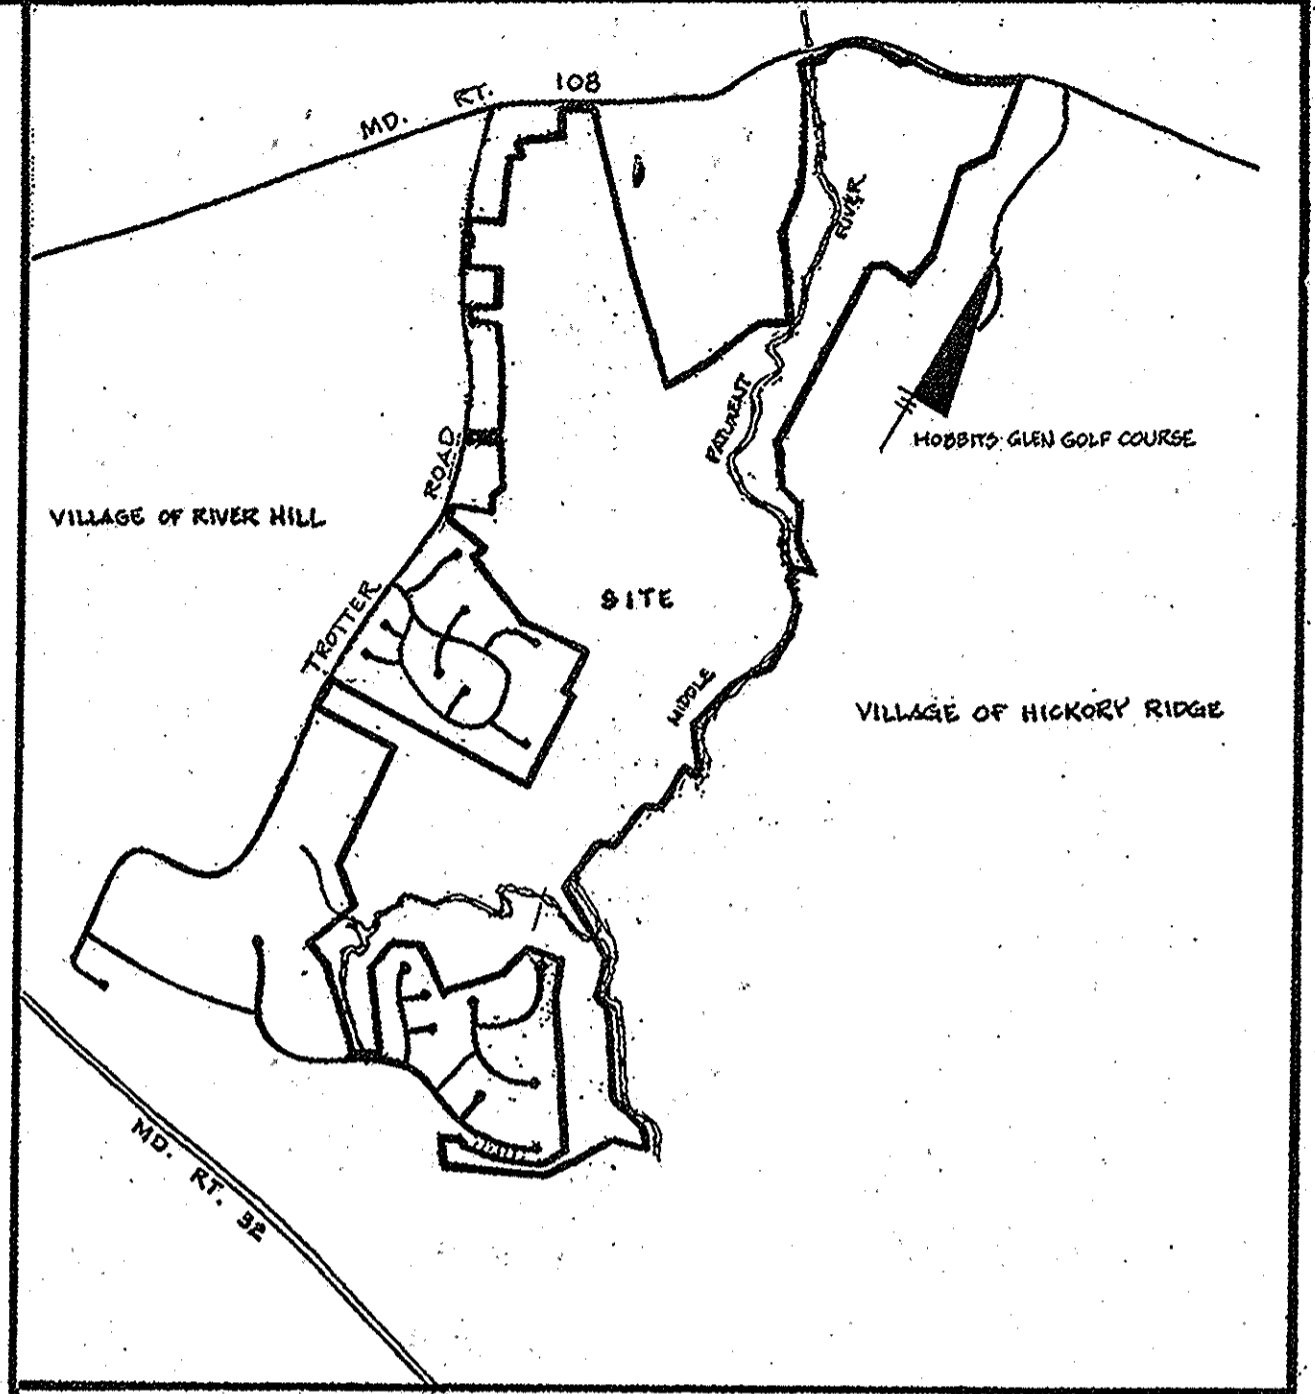 MD. RT. 108
RIVER
PATUXENT
HOBBITS GLEN GOLF COURSE
ROAD
VILLAGE OF RIVER HILL
SITE
TROTTER
MIDDLE
VILLAGE OF HICKORY RIDGE
MD. RT. 32